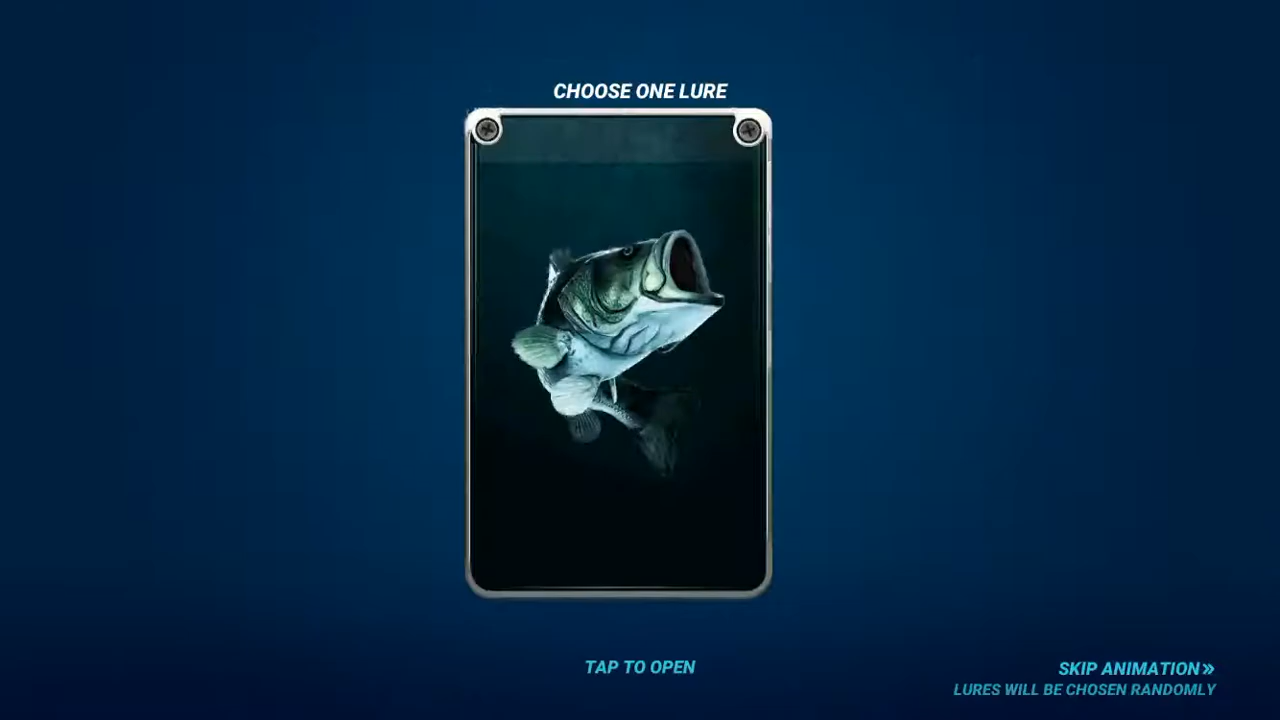 CHOOSE ONE LURE
TAP TO OPEN
SKIP ANIMATION»
LURES WILL BE CHOSEN RANDOMLY